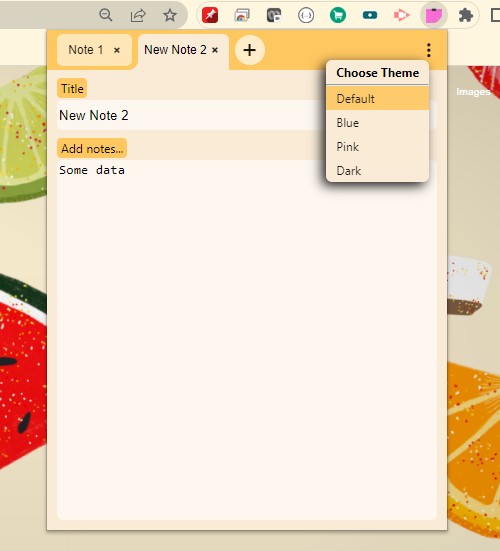 Note 1 ×
New Note 2 ×
+
Choose Theme
Default
Blue
Pink
Dark
Images
Title
New Note 2
Add notes...
Some data